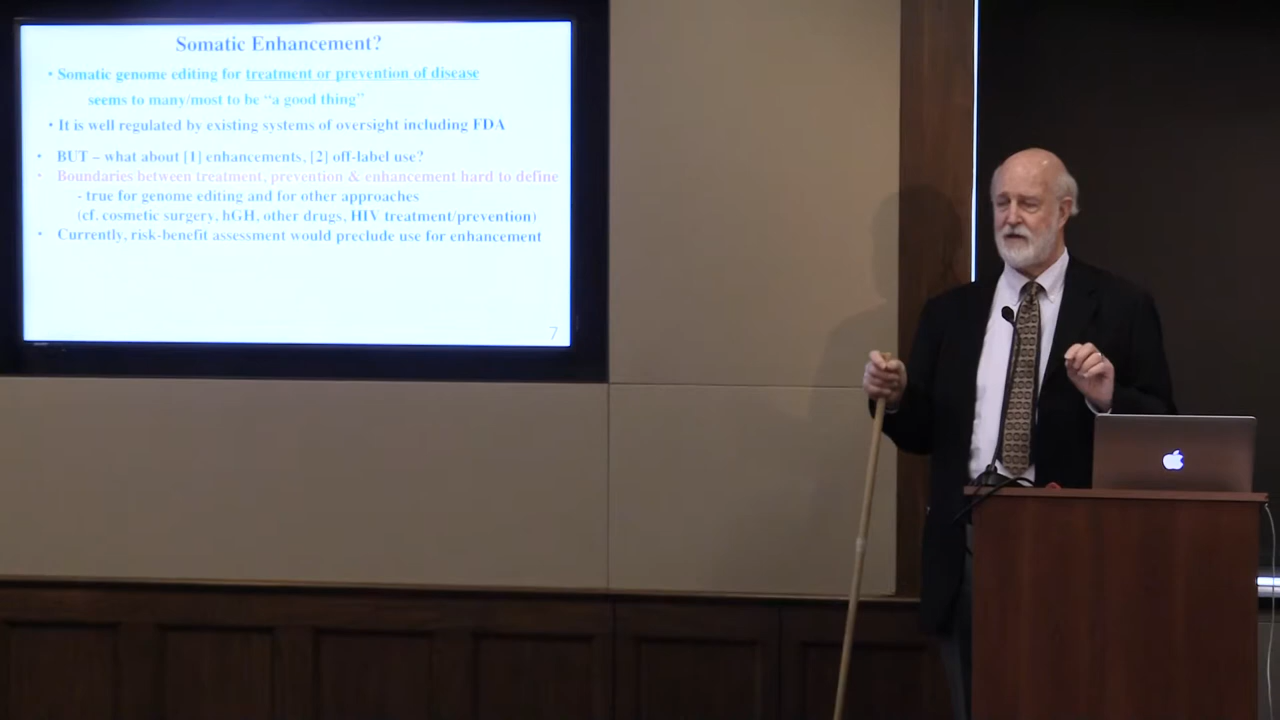 Somatic Enhancement?
• Somatic genome editing for treatment or prevention of disease
seems to many/most to be “a good thing”
• It is well regulated by existing systems of oversight including FDA
• BUT – what about [1] enhancements, [2] off-label use?
• Boundaries between treatment, prevention & enhancement hard to define
- true for genome editing and for other approaches
(cf. cosmetic surgery, hGH, other drugs, HIV treatment/prevention)
• Currently, risk-benefit assessment would preclude use for enhancement
7